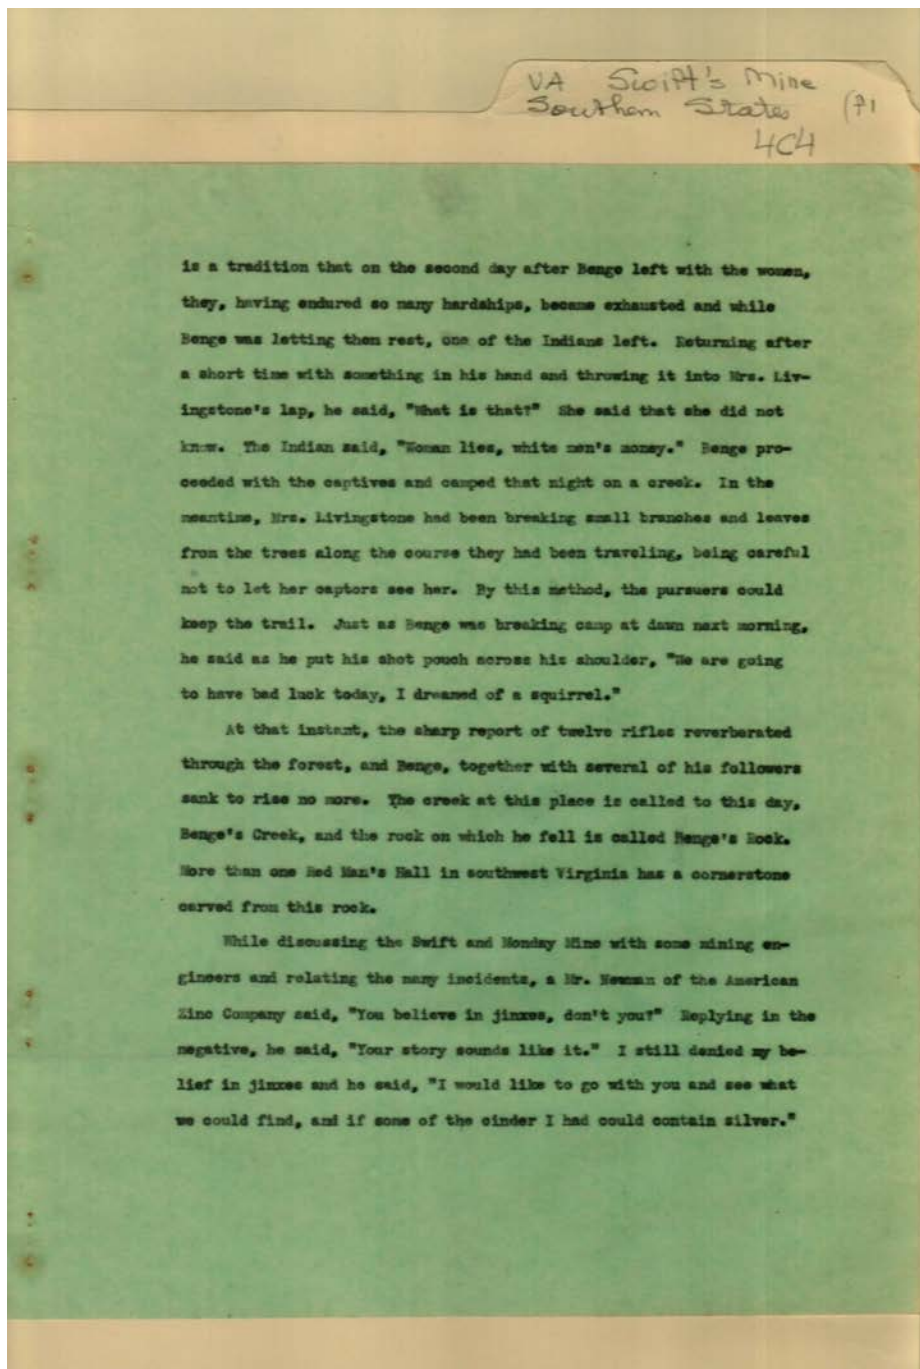 VA Swift's Mine
Southern States
4C4
is a tradition that on the second day after Benge left with the women,
they, having endured so many hardships, became exhausted and while
Benge was letting them rest, one of the Indians left. Returning after
a short time with something in his hand and throwing it into Mrs. Liv-
ingstone's lap, he said, "What is that?" She said that she did not
know. The Indian said, "Woman lies, white men's money." Benge pro-
ceeded with the captives and camped that night on a creek. In the
meantime, Mrs. Livingstone had been breaking small branches and leaves
from the trees along the course they had been traveling, being careful
not to let her captors see her. By this method, the pursuers could
keep the trail. Just as Benge was breaking camp at dawn next morning,
he said as he put his shot pouch across his shoulder, "We are going
to have bad luck today, I dreamed of a squirrel."
At that instant, the sharp report of twelve rifles reverberated
through the forest, and Benge, together with several of his followers
sank to rise no more. The creek at this place is called to this day,
Benge's Creek, and the rock on which he fell is called Benge's Rock.
More than one Red Man's Hall in southwest Virginia has a cornerstone
carved from this rock.
While discussing the Swift and Monday Mine with some mining en-
gineers and relating the many incidents, a Mr. Newman of the American
Zinc Company said, "You believe in jinxes, don't you?" Replying in the
negative, he said, "Your story sounds like it." I still denied my be-
lief in jinxes and he said, "I would like to go with you and see what
we could find, and if some of the cinder I had could contain silver."